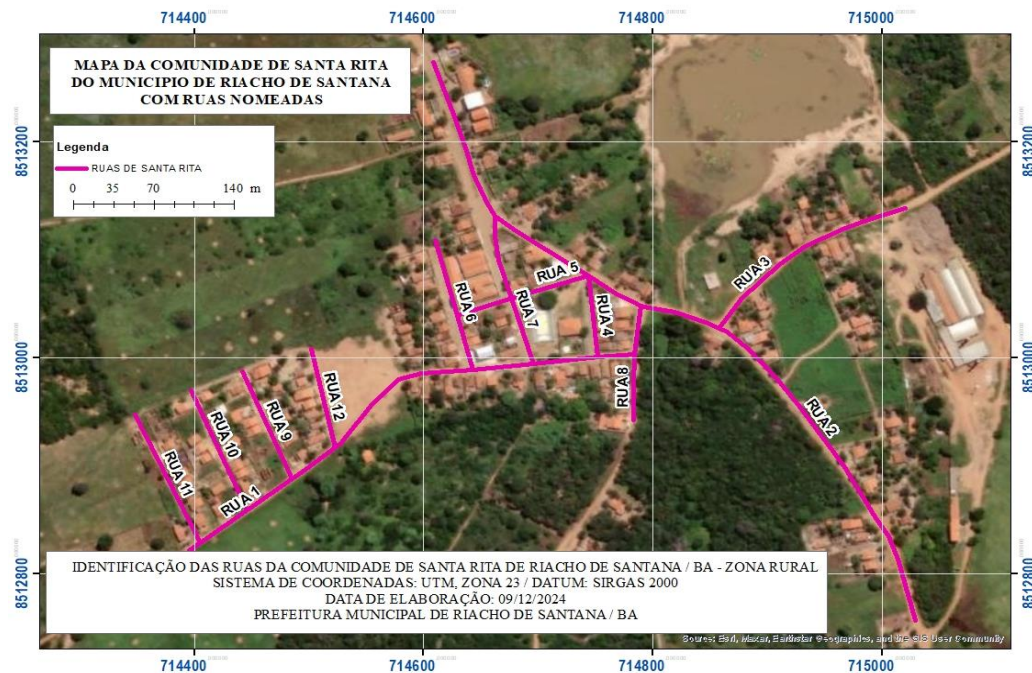 714400 714600 714800 715000
MAPA DA COMUNIDADE DE SANTA RITA
DO MUNICIPIO DE RIACHO DE SANTANA
COM RUAS NOMEADAS
Legenda
RUAS DE SANTA RITA
0 35 70 140 m
8513200
8513200
RUA 3
RUA 5
RUA 6
RUA 7
RUA 4
8513000
8513000
RUA 8
RUA 12
RUA 9
RUA 10
RUA 2
RUA 11
RUA 1
8512800
8512800
IDENTIFICAÇÃO DAS RUAS DA COMUNIDADE DE SANTA RITA DE RIACHO DE SANTANA / BA - ZONA RURAL
SISTEMA DE COORDENADAS: UTM, ZONA 23 / DATUM: SIRGAS 2000
DATA DE ELABORAÇÃO: 09/12/2024
PREFEITURA MUNICIPAL DE RIACHO DE SANTANA / BA
Source: Esri, Maxar, Earthstar Geographics, and the GIS User Community
714400 714600 714800 715000